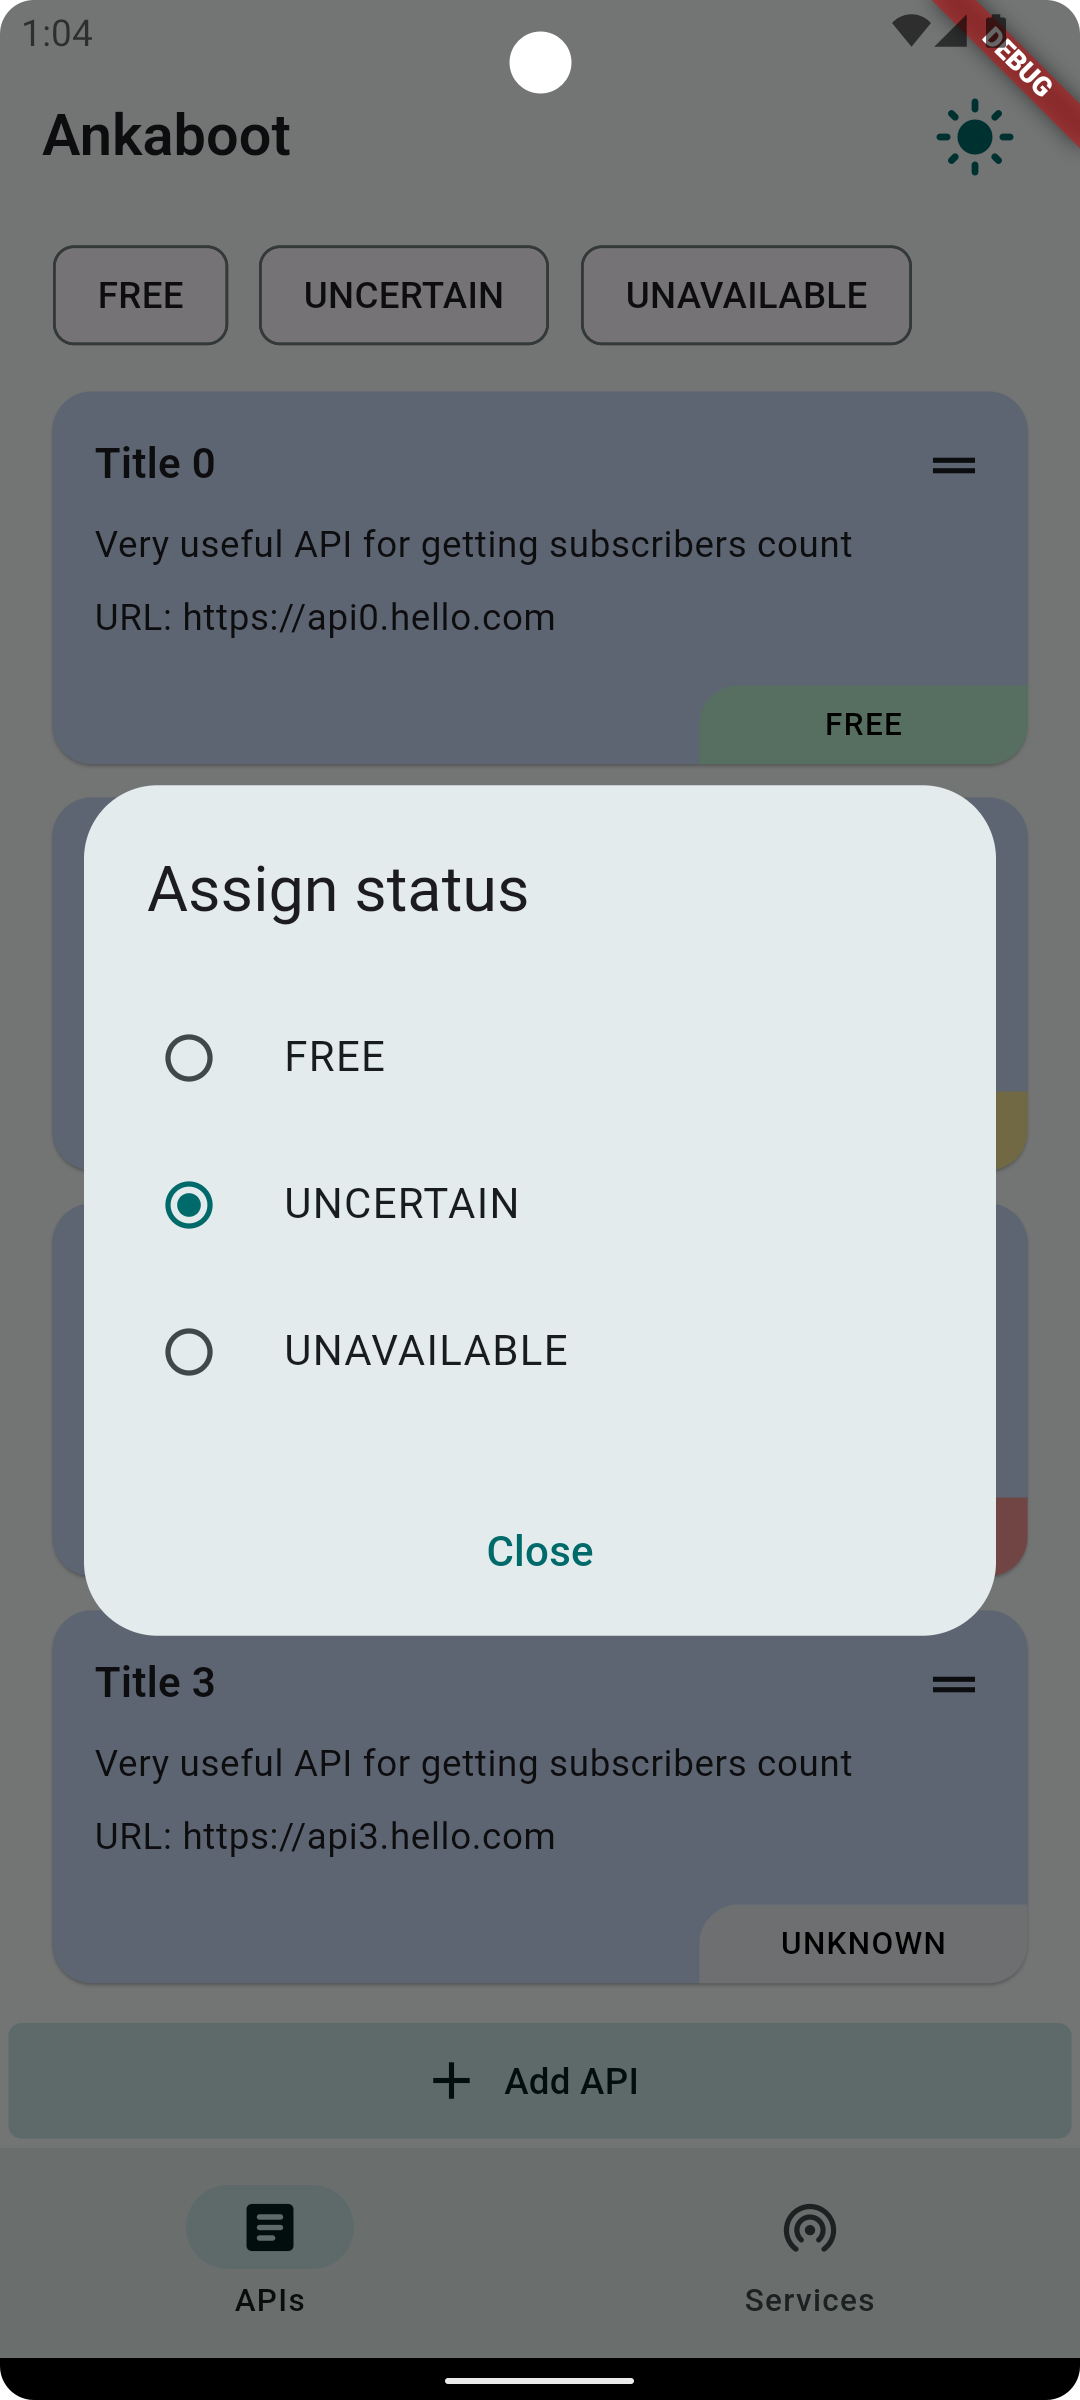 1:04
DEBUG
Ankaboot
FREE
UNCERTAIN
UNAVAILABLE
Title 0
Very useful API for getting subscribers count
URL: https://api0.hello.com
FREE
Assign status
FREE
UNCERTAIN
UNAVAILABLE
Close
Title 3
Very useful API for getting subscribers count
URL: https://api3.hello.com
UNKNOWN
Add API
APIs
Services